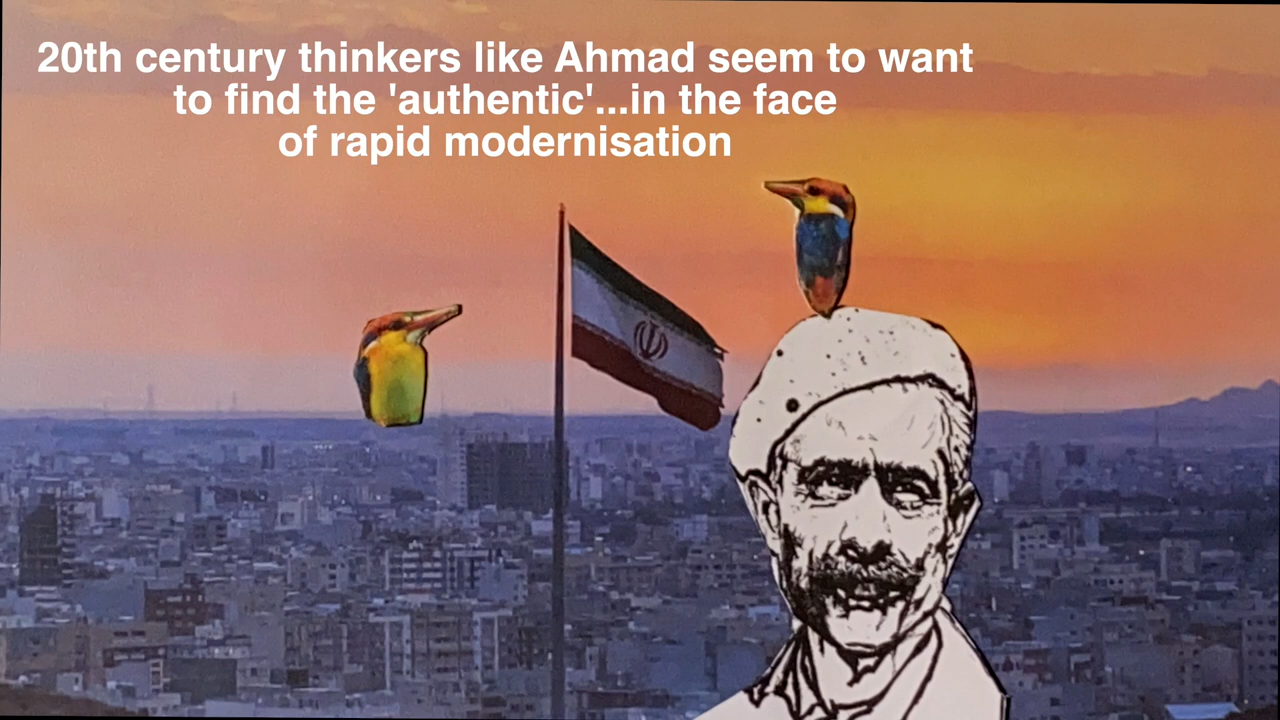 20th century thinkers like Ahmad seem to want
to find the 'authentic'...in the face
of rapid modernisation